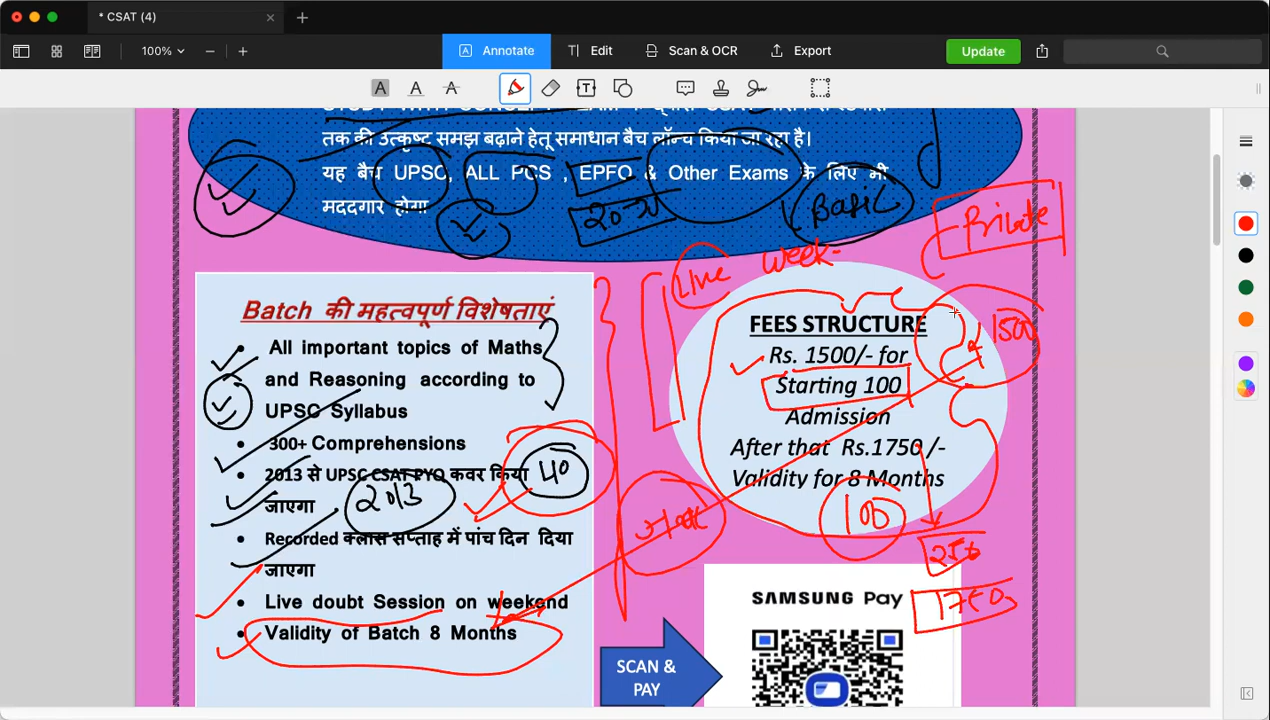 * CSAT (4)
100%
Annotate
Edit
Scan & OCR
Export
Update
तक की उत्कृष्ट समझ बढ़ाने हेतू समाधान बैच लॉन्च किया जा रहा है।
यह बैच UPSC, ALL PCS , EPFO & Other Exams के लिए भी
मददगार होगा
Basic
Private
Live week-
Batch की महत्वपूर्ण विशेषताएं
• All important topics of Maths
and Reasoning according to
UPSC Syllabus
• 300+ Comprehensions
• 2013 से UPSC CSAT PYQ कवर किया
जाएगा
2013
40
• Recorded क्लास सप्ताह में पांच दिन दिया
जाएगा
• Live doubt Session on weekend
• Validity of Batch 8 Months
FEES STRUCTURE
Rs. 1500/- for
Starting 100
Admission
After that Rs.1750 /-
Validity for 8 Months
1500
100
250
1750
SAMSUNG Pay
SCAN &
PAY